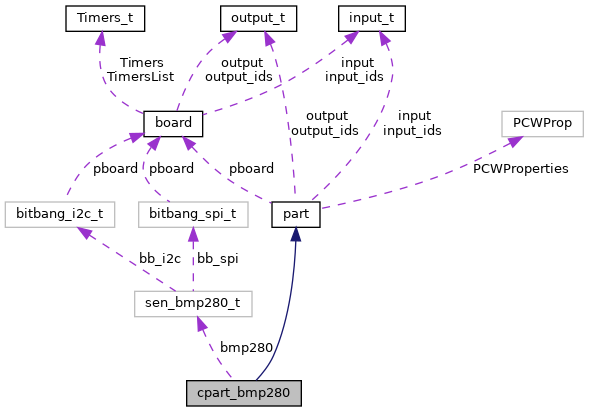 Timers_t
output_t
input_t
Timers
TimersList
output
output_ids
input
input_ids
board
output
output_ids
input
input_ids
PCWProp
pboard
pboard
pboard
PCWProperties
bitbang_i2c_t
bitbang_spi_t
part
bb_i2c
bb_spi
sen_bmp280_t
bmp280
cpart_bmp280